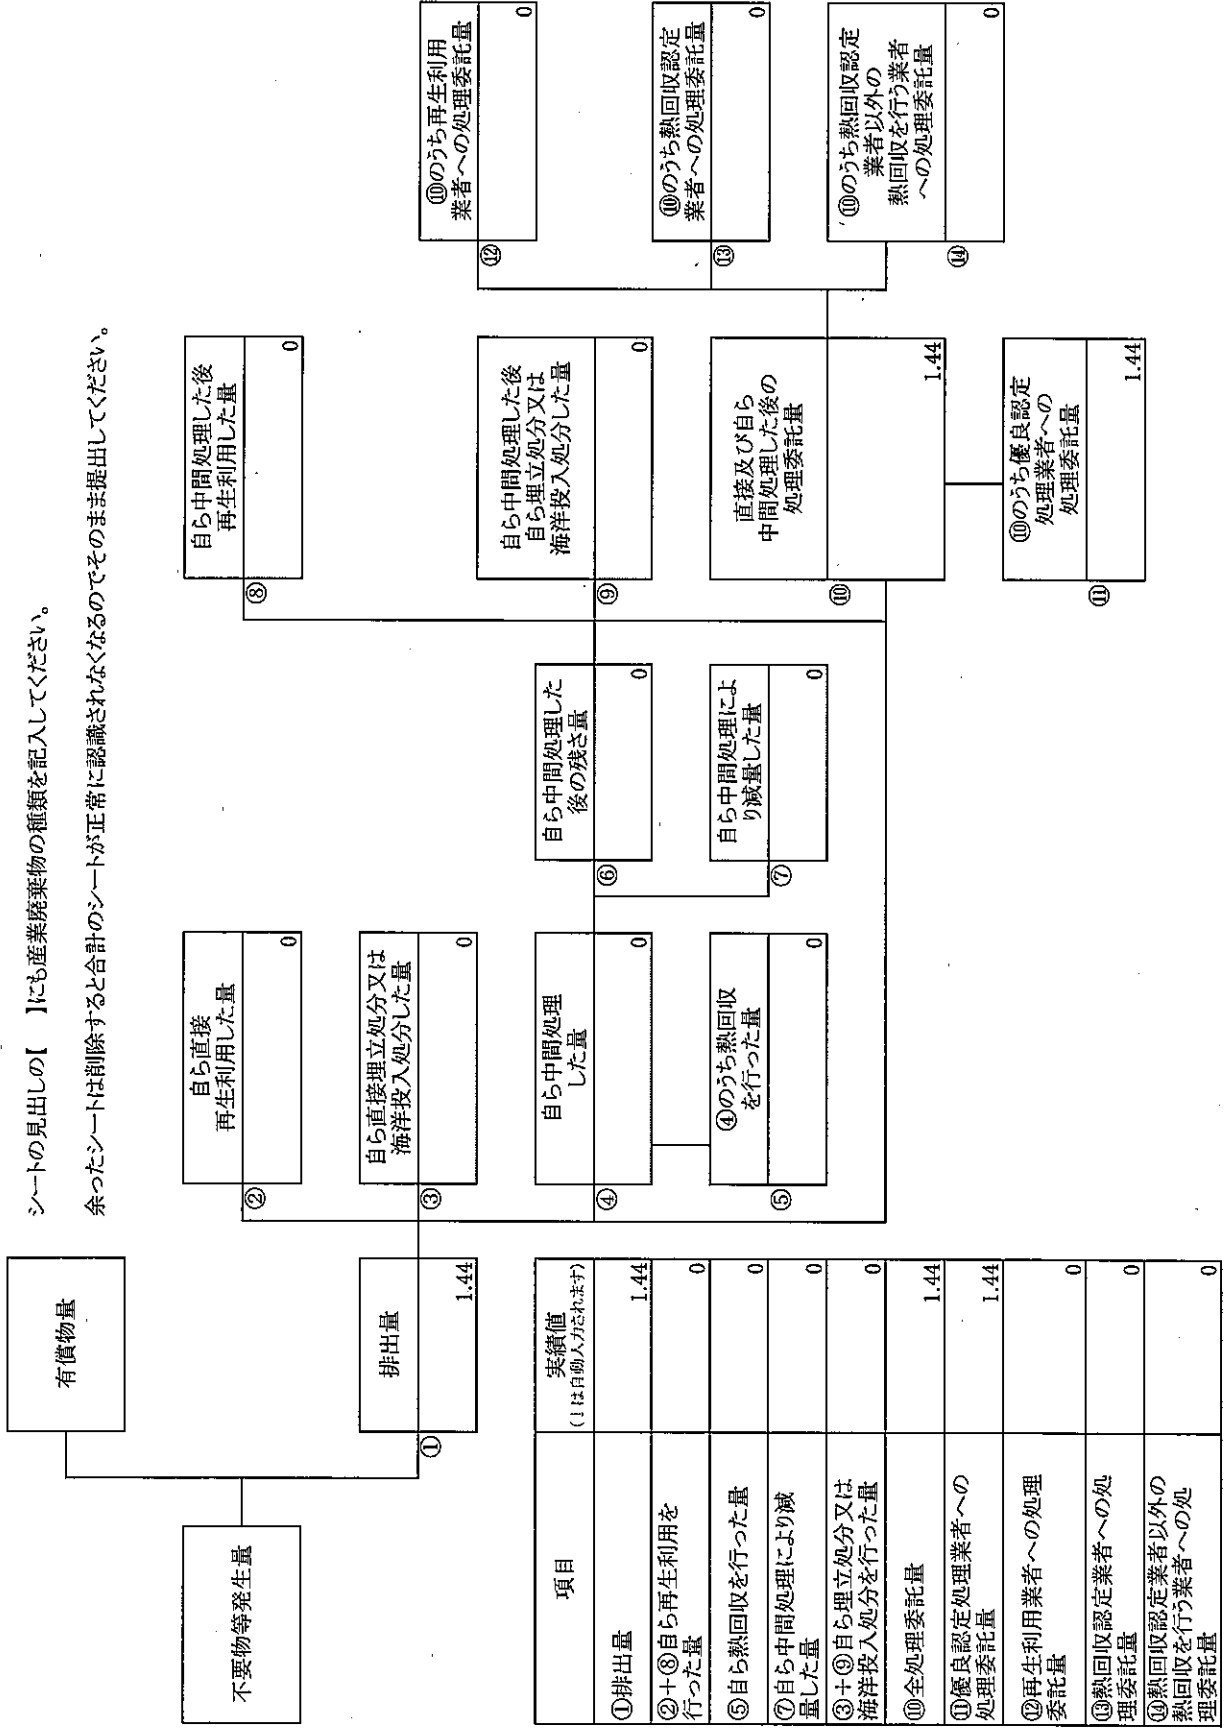 シートの見出しの【　】にも産業廃棄物の種類を記入してください。
余ったシートは削除すると合計のシートが正常に認識されなくなるのでそのまま提出してください。
有償物量
不要物等発生量
①
排出量
1.44
②
自ら直接
再生利用した量
0
③
自ら直接埋立処分又は
海洋投入処分した量
0
④
自ら中間処理
した量
0
⑤
④のうち熱回収
を行った量
0
⑥
自ら中間処理した
後の残さ量
0
⑦
自ら中間処理によ
り減量した量
0
⑧
自ら中間処理した後
再生利用した量
0
⑨
自ら中間処理した後
自ら埋立処分又は
海洋投入処分した量
0
⑩
直接及び自ら
中間処理した後の
処理委託量
1.44
⑪
⑩のうち優良認定
処理業者への
処理委託量
1.44
⑫
⑩のうち再生利用
業者への処理委託量
0
⑬
⑩のうち熱回収認定
業者への処理委託量
0
⑭
⑩のうち熱回収認定
業者以外の
熱回収を行う業者
への処理委託量
0
項目
実績値
(↓は自動入力されます)
①排出量
1.44
②+⑧自ら再生利用を
行った量
0
⑤自ら熱回収を行った量
0
⑦自ら中間処理により減
量した量
0
③+⑨自ら埋立処分又は
海洋投入処分を行った量
0
⑩全処理委託量
1.44
⑪優良認定処理業者への
処理委託量
1.44
⑫再生利用業者への処理
委託量
0
⑬熱回収認定業者への処
理委託量
0
⑭熱回収認定業者以外の
熱回収を行う業者への処
理委託量
0